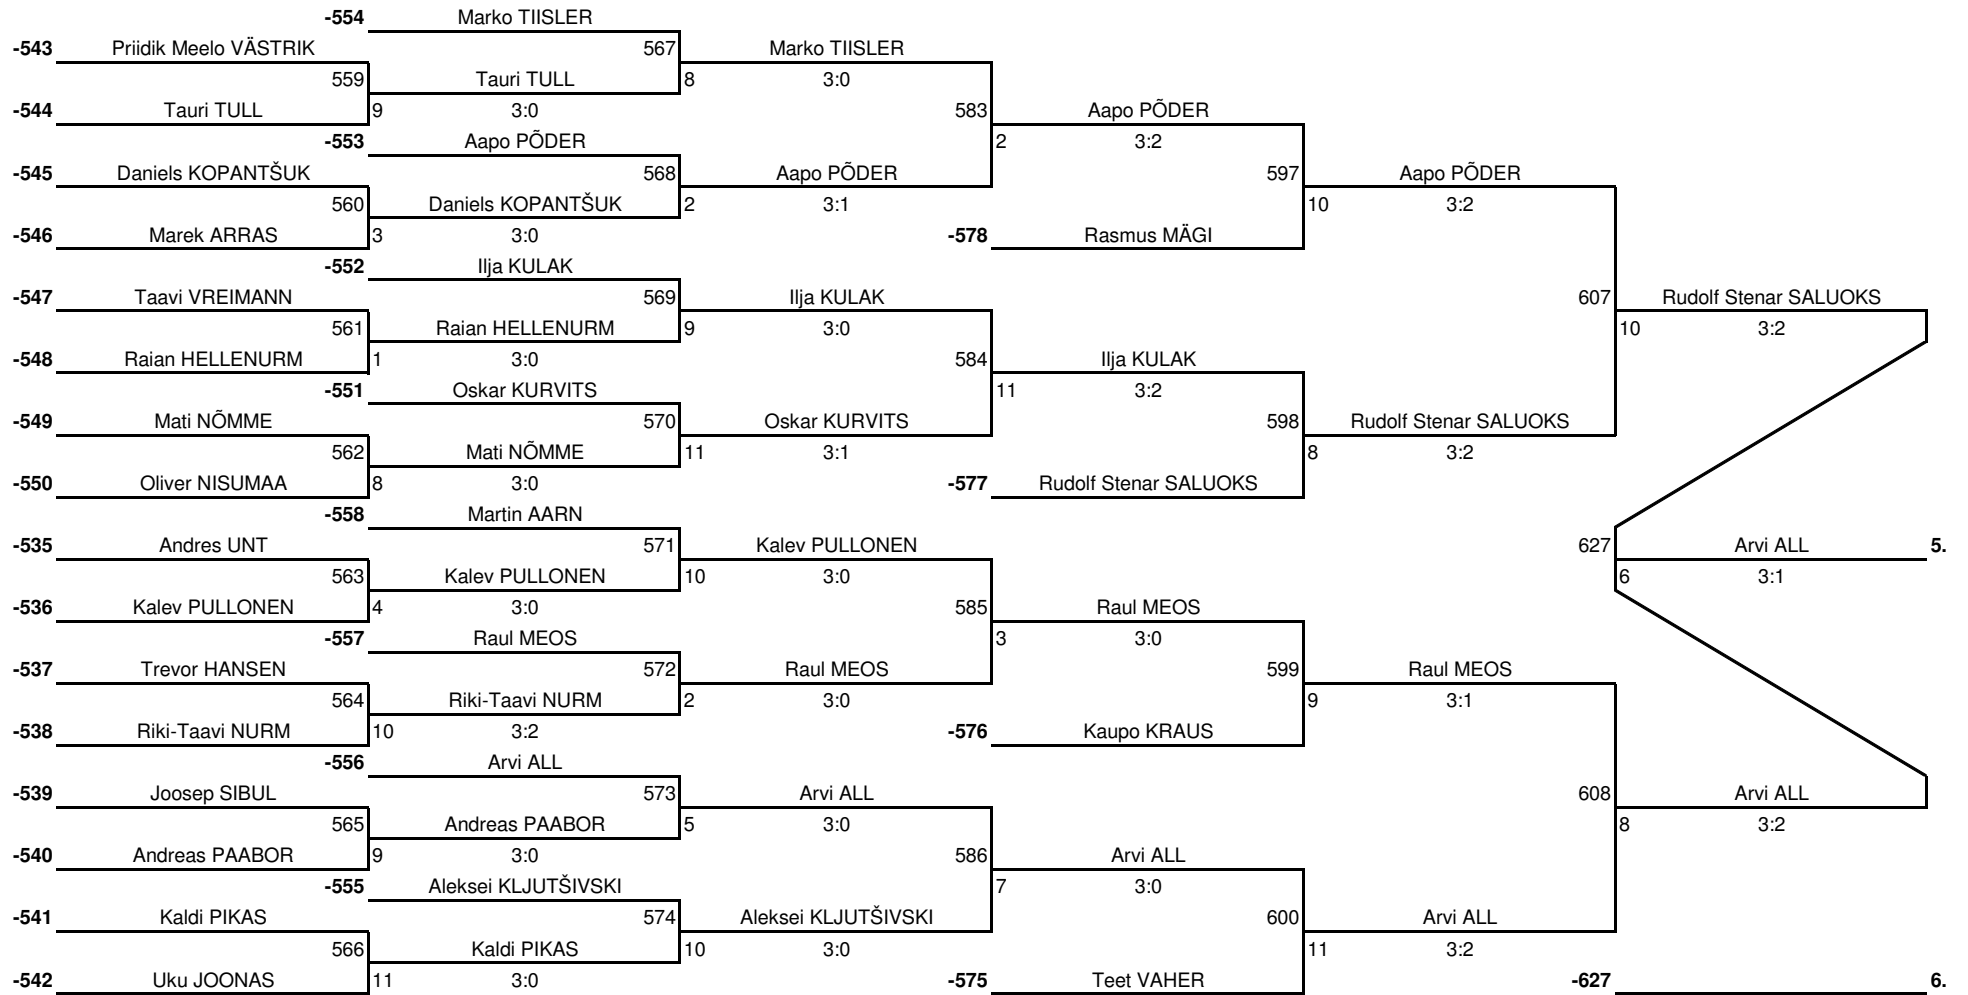 -554 Marko TIISLER
-543 Priidik Meelo VÄSTRIK 567 Marko TIISLER
559 Tauri TULL 8 3:0
-544 Tauri TULL 9 3:0 583 Aapo PÕDER
-553 Aapo PÕDER 2 3:2
-545 Daniels KOPANTŠUK 568 Aapo PÕDER 597 Aapo PÕDER
560 Daniels KOPANTŠUK 2 3:1 10 3:2
-546 Marek ARRAS 3 3:0 -578 Rasmus MÄGI
-552 Ilja KULAK
-547 Taavi VREIMANN 569 Ilja KULAK 607 Rudolf Stenar SALUOKS
561 Raian HELLENURM 9 3:0 10 3:2
-548 Raian HELLENURM 1 3:0 584 Ilja KULAK
-551 Oskar KURVITS 11 3:2
-549 Mati NÕMME 570 Oskar KURVITS 598 Rudolf Stenar SALUOKS
562 Mati NÕMME 11 3:1 8 3:2
-550 Oliver NISUMAA 8 3:0 -577 Rudolf Stenar SALUOKS
-558 Martin AARN
-535 Andres UNT 571 Kalev PULLONEN 627 Arvi ALL 5.
563 Kalev PULLONEN 10 3:0 6 3:1
-536 Kalev PULLONEN 4 3:0 585 Raul MEOS
-557 Raul MEOS 3 3:0
-537 Trevor HANSEN 572 Raul MEOS 599 Raul MEOS
564 Riki-Taavi NURM 2 3:0 9 3:1
-538 Riki-Taavi NURM 10 3:2 -576 Kaupo KRAUS
-556 Arvi ALL
-539 Joosep SIBUL 573 Arvi ALL 608 Arvi ALL
565 Andreas PAABOR 5 3:0 8 3:2
-540 Andreas PAABOR 9 3:0 586 Arvi ALL
-555 Aleksei KLJUTŠIVSKI 7 3:0
-541 Kaldi PIKAS 574 Aleksei KLJUTŠIVSKI 600 Arvi ALL
566 Kaldi PIKAS 10 3:0 11 3:2
-542 Uku JOONAS 11 3:0 -575 Teet VAHER -627 6.